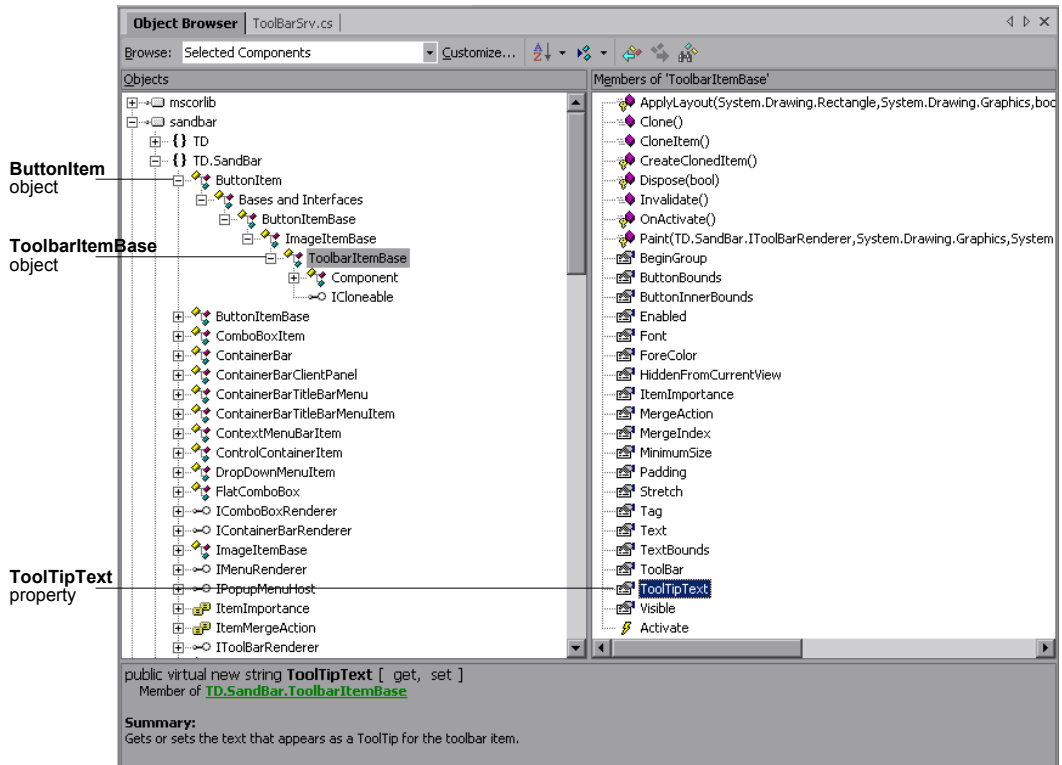 Object Browser ToolBarSrv.cs
Browse: Selected Components Customize...
Objects
mscorlib
sandbar
{} TD
{} TD.SandBar
ButtonItem
Bases and Interfaces
ButtonItemBase
ImageItemBase
ToolbarItemBase
Component
ICloneable
ButtonItemBase
ComboBoxItem
ContainerBar
ContainerBarClientPanel
ContainerBarTitleBarMenu
ContainerBarTitleBarMenuItem
ContextMenuBarItem
ControlContainerItem
DropDownMenuItem
FlatComboBox
IComboBoxRenderer
IContainerBarRenderer
ImageItemBase
IMenuRenderer
IPopupMenuHost
ItemImportance
ItemMergeAction
IToolBarRenderer
Members of 'ToolbarItemBase'
ApplyLayout(System.Drawing.Rectangle,System.Drawing.Graphics,boo
Clone()
CloneItem()
CreateClonedItem()
Dispose(bool)
Invalidate()
OnActivate()
Paint(TD.SandBar.IToolBarRenderer,System.Drawing.Graphics,System
BeginGroup
ButtonBounds
ButtonInnerBounds
Enabled
Font
ForeColor
HiddenFromCurrentView
ItemImportance
MergeAction
MergeIndex
MinimumSize
Padding
Stretch
Tag
Text
TextBounds
ToolBar
ToolTipText
Visible
Activate
ButtonItem
object
ToolbarItemBase
object
ToolTipText
property
public virtual new string ToolTipText [ get, set ]
Member of TD.SandBar.ToolbarItemBase
Summary:
Gets or sets the text that appears as a ToolTip for the toolbar item.